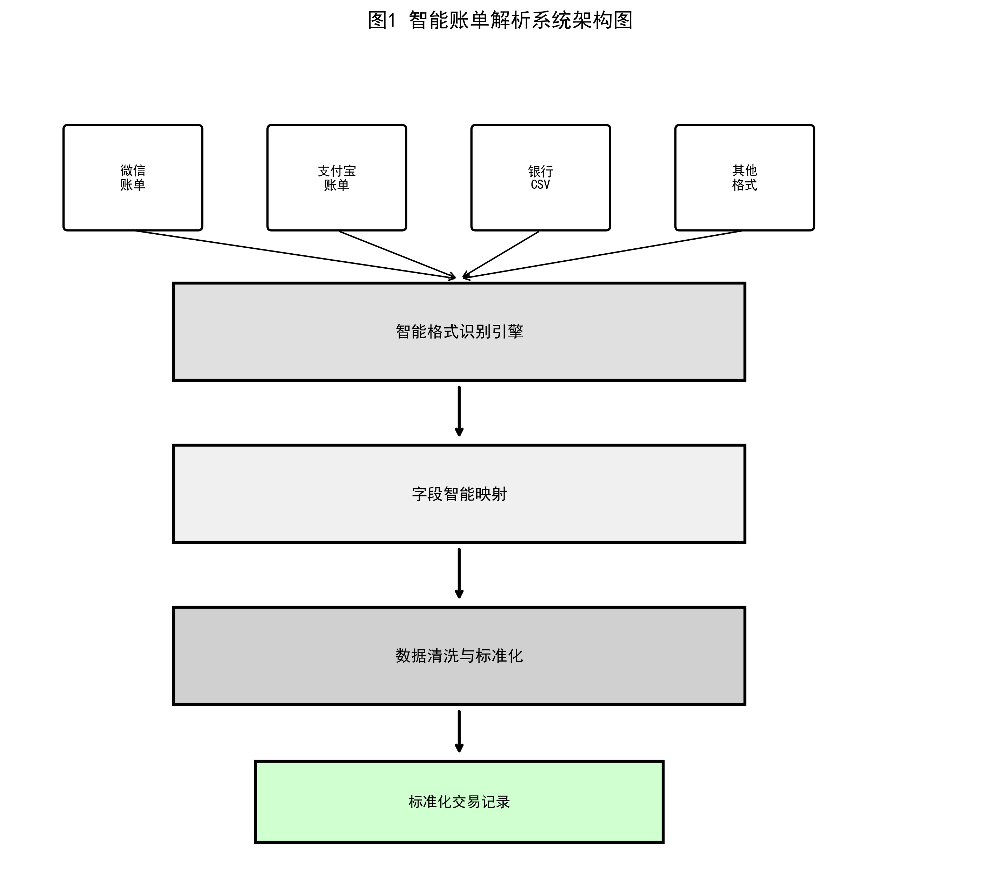 图1 智能账单解析系统架构图
微信
账单
支付宝
账单
银行
CSV
其他
格式
智能格式识别引擎
字段智能映射
数据清洗与标准化
标准化交易记录